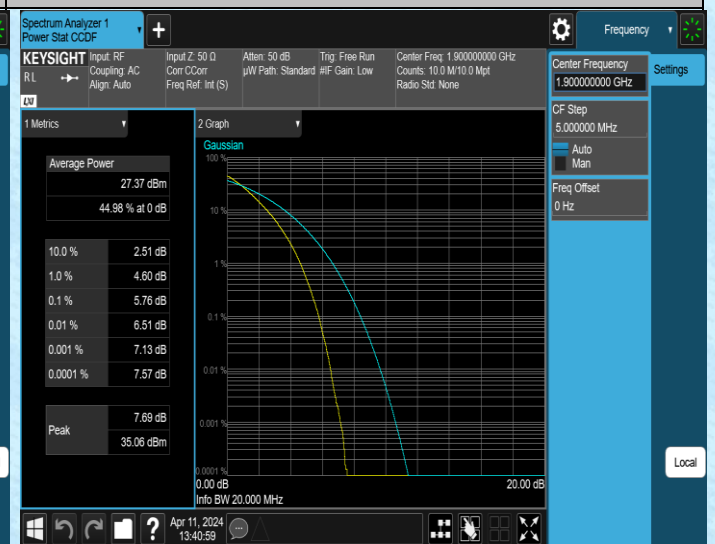 Spectrum Analyzer 1
Power Stat CCDF
+
Frequency
KEYSIGHT
RL
LXI
Input: RF
Coupling: AC
Align: Auto
Input Z: 50 Ω
Corr CCorr
Freq Ref: Int (S)
Atten: 50 dB
µW Path: Standard
Trig: Free Run
#IF Gain: Low
Center Freq: 1.900000000 GHz
Counts: 10.0 M/10.0 Mpt
Radio Std: None
Center Frequency
1.900000000 GHz
Settings
CF Step
5.000000 MHz
Auto
Man
Freq Offset
0 Hz
1 Metrics
Average Power
27.37 dBm
44.98 % at 0 dB
10.0 % 2.51 dB
1.0 % 4.60 dB
0.1 % 5.76 dB
0.01 % 6.51 dB
0.001 % 7.13 dB
0.0001 % 7.57 dB
Peak
7.69 dB
35.06 dBm
2 Graph
Gaussian
100 %
10 %
1 %
0.1 %
0.01 %
0.001 %
0.0001 %
0.00 dB 20.00 dB
Info BW 20.000 MHz
Local
?
Apr 11, 2024
13:40:59